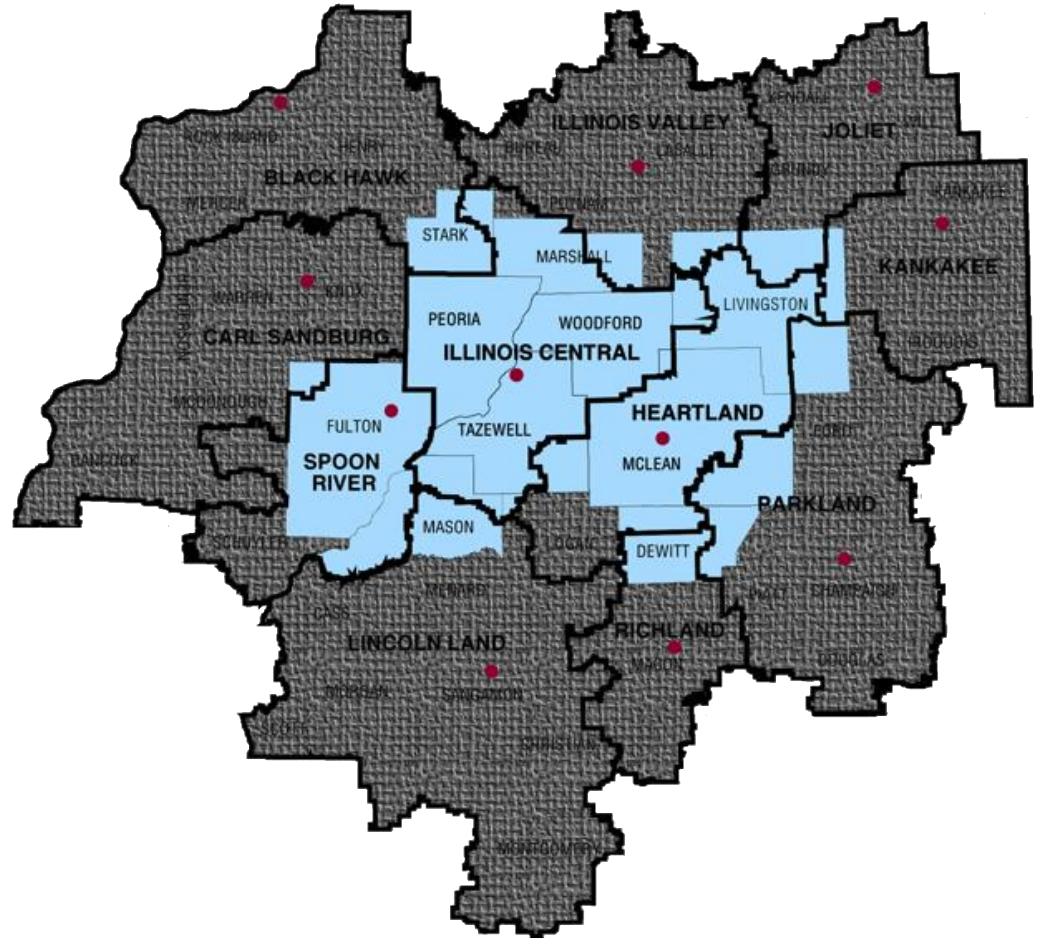 KENDALL
ILLINOIS VALLEY
WILL
JOLIET
ROCK ISLAND
HENRY
BUREAU
LASALLE
GRUNDY
BLACK HAWK
KANKAKEE
MERCER
PUTNAM
STARK
MARSHALL
KANKAKEE
HENDERSON
WARREN
KNOX
LIVINGSTON
PEORIA
WOODFORD
CARL SANDBURG
IROQUOIS
ILLINOIS CENTRAL
MCDONOUGH
HEARTLAND
FULTON
TAZEWELL
FORD
HANCOCK
SPOON
RIVER
MCLEAN
PARKLAND
MASON
SCHUYLER
LOGAN
DEWITT
MENARD
PIATT
CHAMPAIGN
CASS
RICHLAND
LINCOLN LAND
MACON
DOUGLAS
MORGAN
SANGAMON
SCOTT
CHRISTIAN
MONTGOMERY